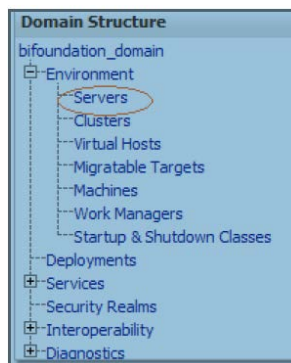 Domain Structure
bifoundation_domain
Environment
Servers
Clusters
Virtual Hosts
Migratable Targets
Machines
Work Managers
Startup & Shutdown Classes
Deployments
Services
Security Realms
Interoperability
Diagnostics